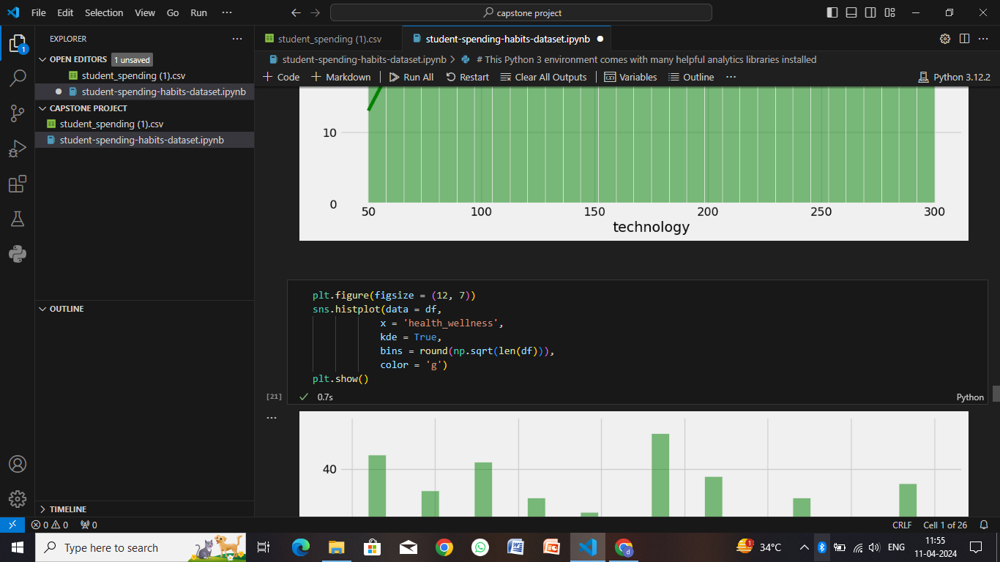 File Edit Selection View Go Run ··· capstone project
EXPLORER ···
OPEN EDITORS 1 unsaved
student_spending (1).csv
student-spending-habits-dataset.ipynb
CAPSTONE PROJECT
student_spending (1).csv
student-spending-habits-dataset.ipynb
OUTLINE
TIMELINE
1
student_spending (1).csv student-spending-habits-dataset.ipynb ···
student-spending-habits-dataset.ipynb > # This Python 3 environment comes with many helpful analytics libraries installed
+ Code + Markdown Run All Restart Clear All Outputs Variables Outline ··· Python 3.12.2
10
0
50 100 150 200 250 300
technology
plt.figure(figsize = (12, 7))
sns.histplot(data = df,
x = 'health_wellness',
kde = True,
bins = round(np.sqrt(len(df))),
color = 'g')
plt.show()
[21] 0.7s Python
···
40
0 0 0 CRLF Cell 1 of 26
Type here to search 1 34°C ENG 11:55
11-04-2024
W
d